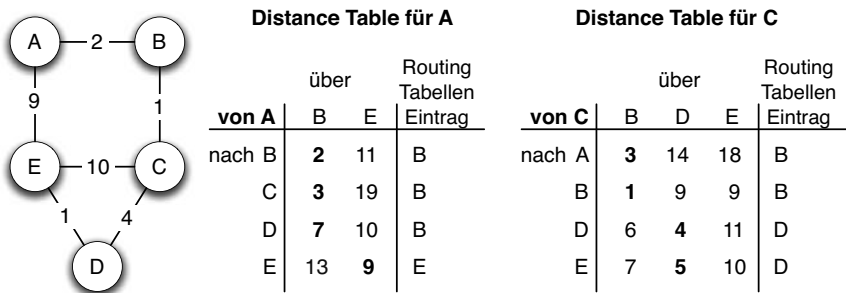 A 2 B
9 1
E 10 C
1 4
D
Distance Table für A
über Routing Tabellen
von A B E Eintrag
nach B 2 11 B
C 3 19 B
D 7 10 B
E 13 9 E
Distance Table für C
über Routing Tabellen
von C B D E Eintrag
nach A 3 14 18 B
B 1 9 9 B
D 6 4 11 D
E 7 5 10 D